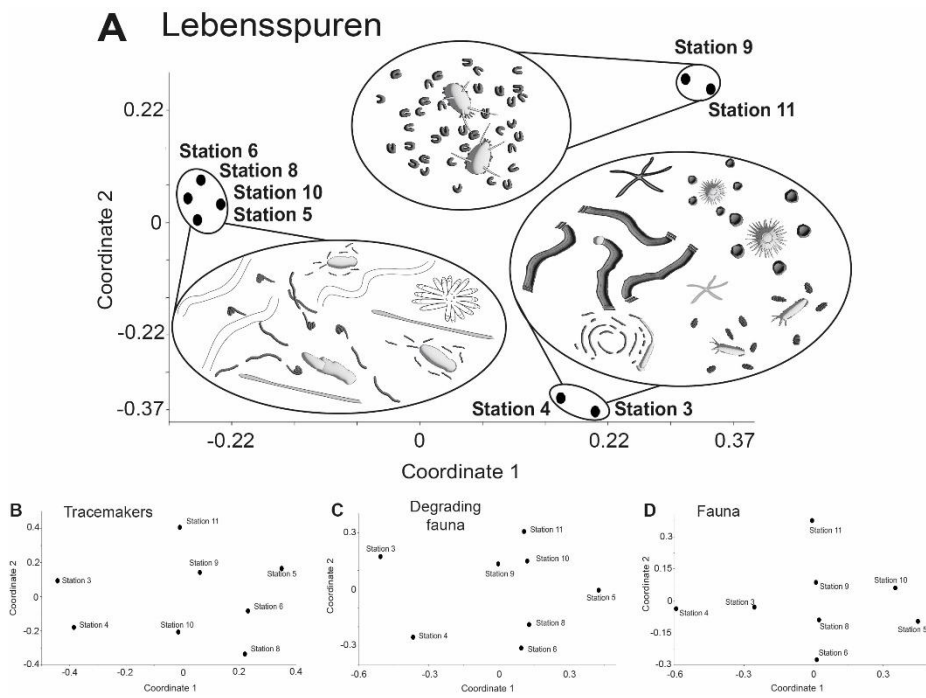 A Lebensspuren
Station 9
Station 11
0.22
0
-0.22
-0.37
Coordinate 2
Station 6
Station 8
Station 10
Station 5
Station 4
Station 3
-0.22
0
0.22
0.37
Coordinate 1
B Tracemakers
0.4
0.2
0
-0.2
-0.4
Coordinate 2
Station 11
Station 9
Station 5
Station 3
Station 6
Station 4
Station 10
Station 8
-0.4
-0.2
0
0.2
0.4
Coordinate 1
C Degrading
fauna
0.3
0
-0.3
Coordinate 2
Station 11
Station 3
Station 10
Station 9
Station 5
Station 8
Station 4
Station 6
-0.6
-0.3
0
0.3
Coordinate 1
D Fauna
0.3
0.15
0
-0.15
-0.3
Coordinate 2
Station 11
Station 9
Station 10
Station 3
Station 4
Station 8
Station 5
Station 6
-0.6
-0.3
0
0.3
Coordinate 1